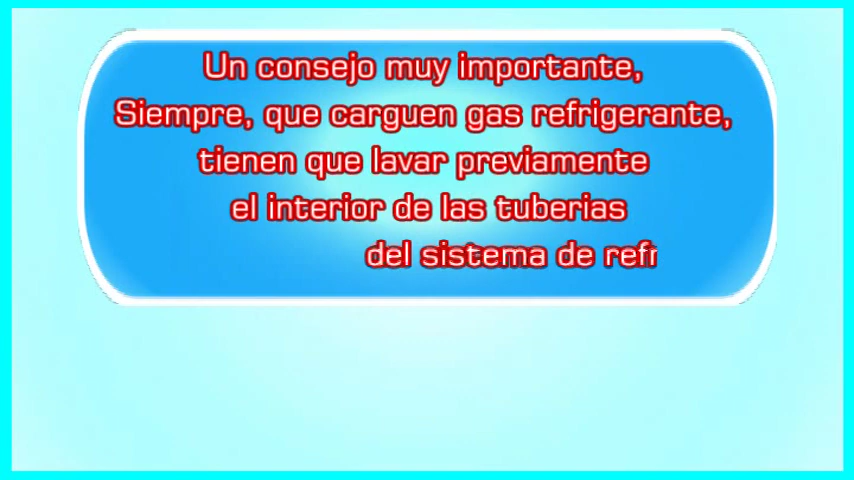 Un consejo muy importante,
Siempre, que carguen gas refrigerante,
tienen que lavar previamente
el interior de las tuberias
del sistema de refr